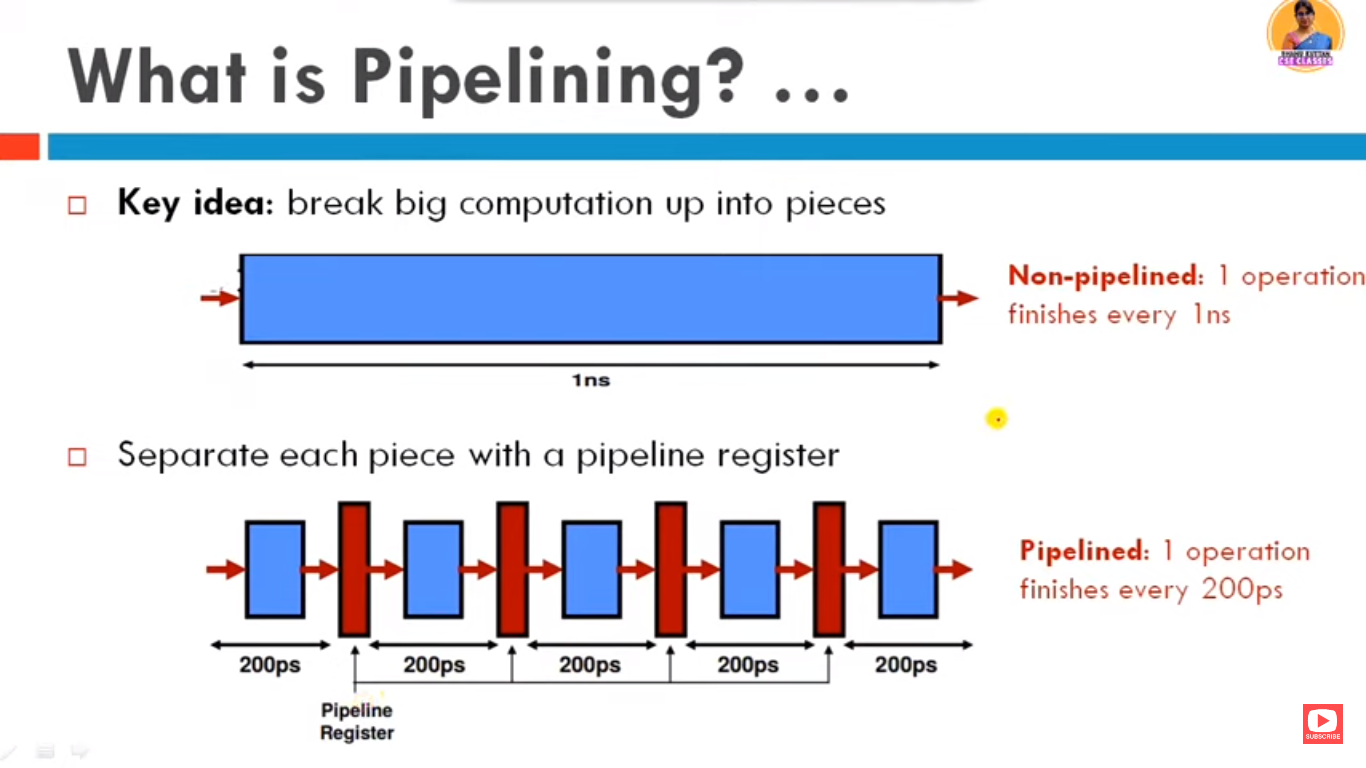 What is Pipelining? ...
CSE CLASSES
Key idea: break big computation up into pieces
Non-pipelined: 1 operation
finishes every 1ns
1ns
Separate each piece with a pipeline register
Pipelined: 1 operation
finishes every 200ps
200ps 200ps 200ps 200ps 200ps
Pipeline
Register
SUBSCRIBE